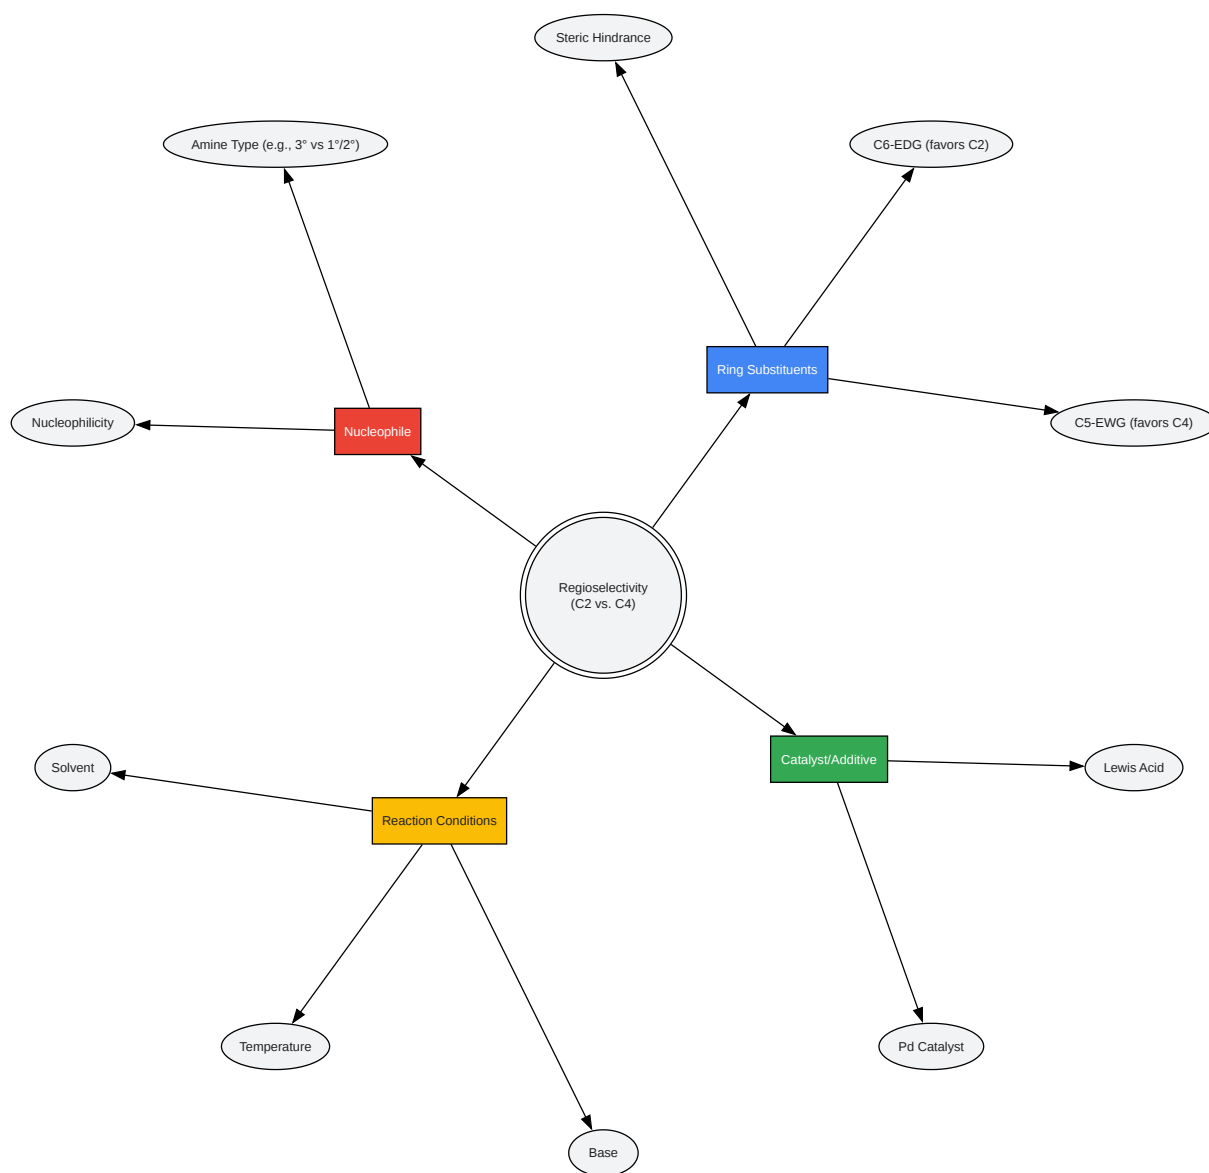 Steric Hindrance
Amine Type (e.g., 3° vs 1°/2°)
C6-EDG (favors C2)
Ring Substituents
Nucleophilicity
Nucleophile
C5-EWG (favors C4)
Regioselectivity
(C2 vs. C4)
Solvent
Catalyst/Additive
Lewis Acid
Reaction Conditions
Temperature
Pd Catalyst
Base